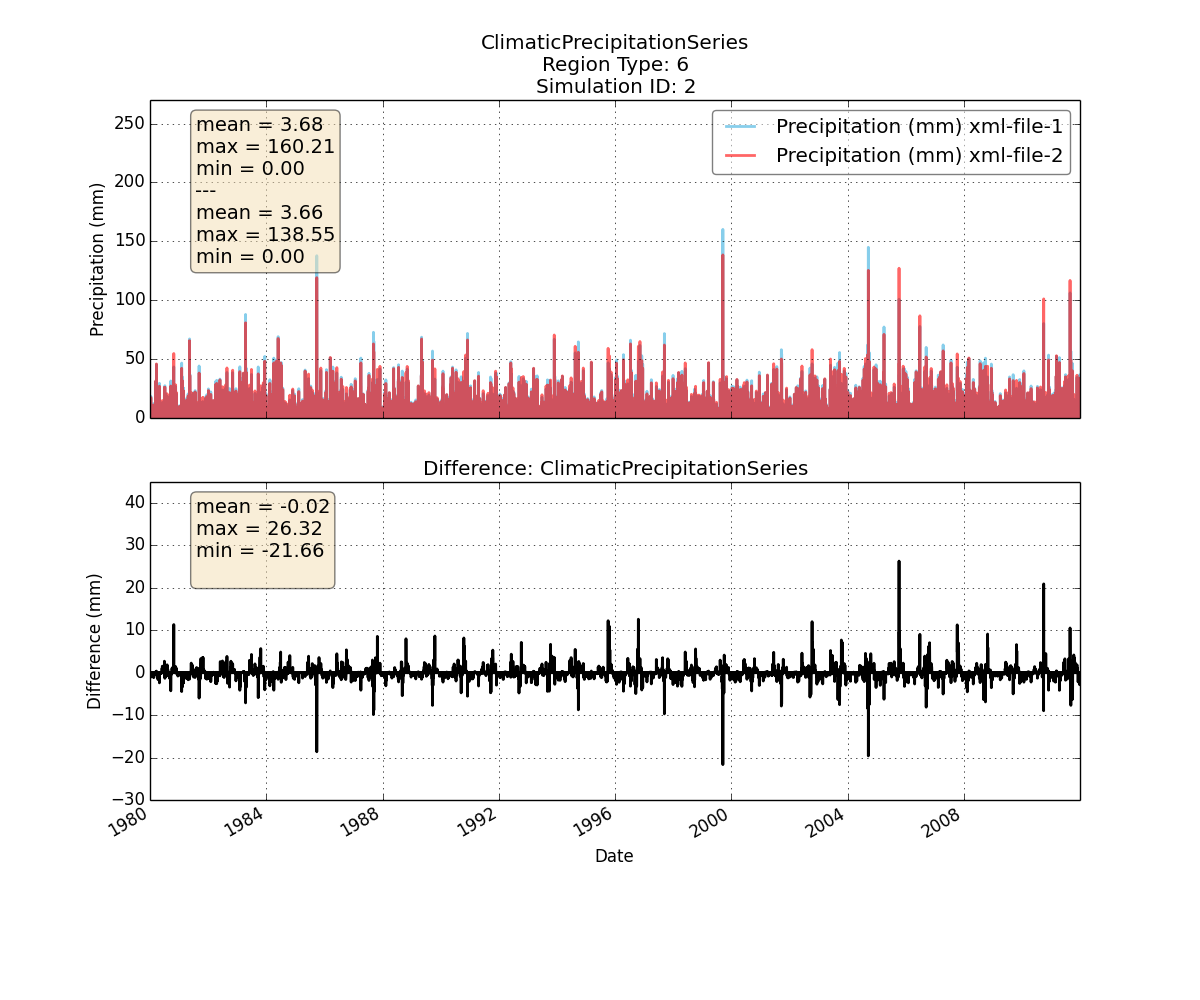 ClimaticPrecipitationSeries
Region Type: 6
Simulation ID: 2
250
200
150
100
50
0
Precipitation (mm)
mean = 3.68
max = 160.21
min = 0.00
---
mean = 3.66
max = 138.55
min = 0.00
Precipitation (mm) xml-file-1
Precipitation (mm) xml-file-2
Difference: ClimaticPrecipitationSeries
40
30
20
10
0
−10
−20
−30
Difference (mm)
mean = -0.02
max = 26.32
min = -21.66
1980
1984
1988
1992
1996
2000
2004
2008
Date